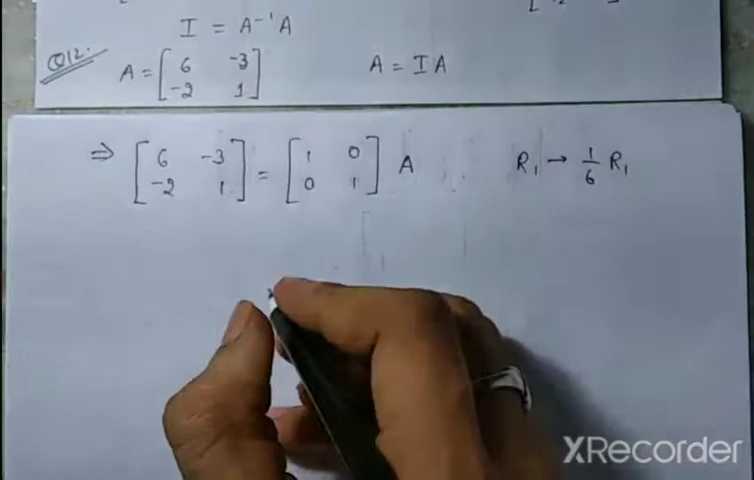 I = A⁻¹A
Q12. A = [ 6 -3 ] A = IA
[ -2 1 ]
⇒ [ 6 -3 ] = [ 1 0 ] A R₁ → 1/6 R₁
[ -2 1 ] [ 0 1 ]
XRecorder